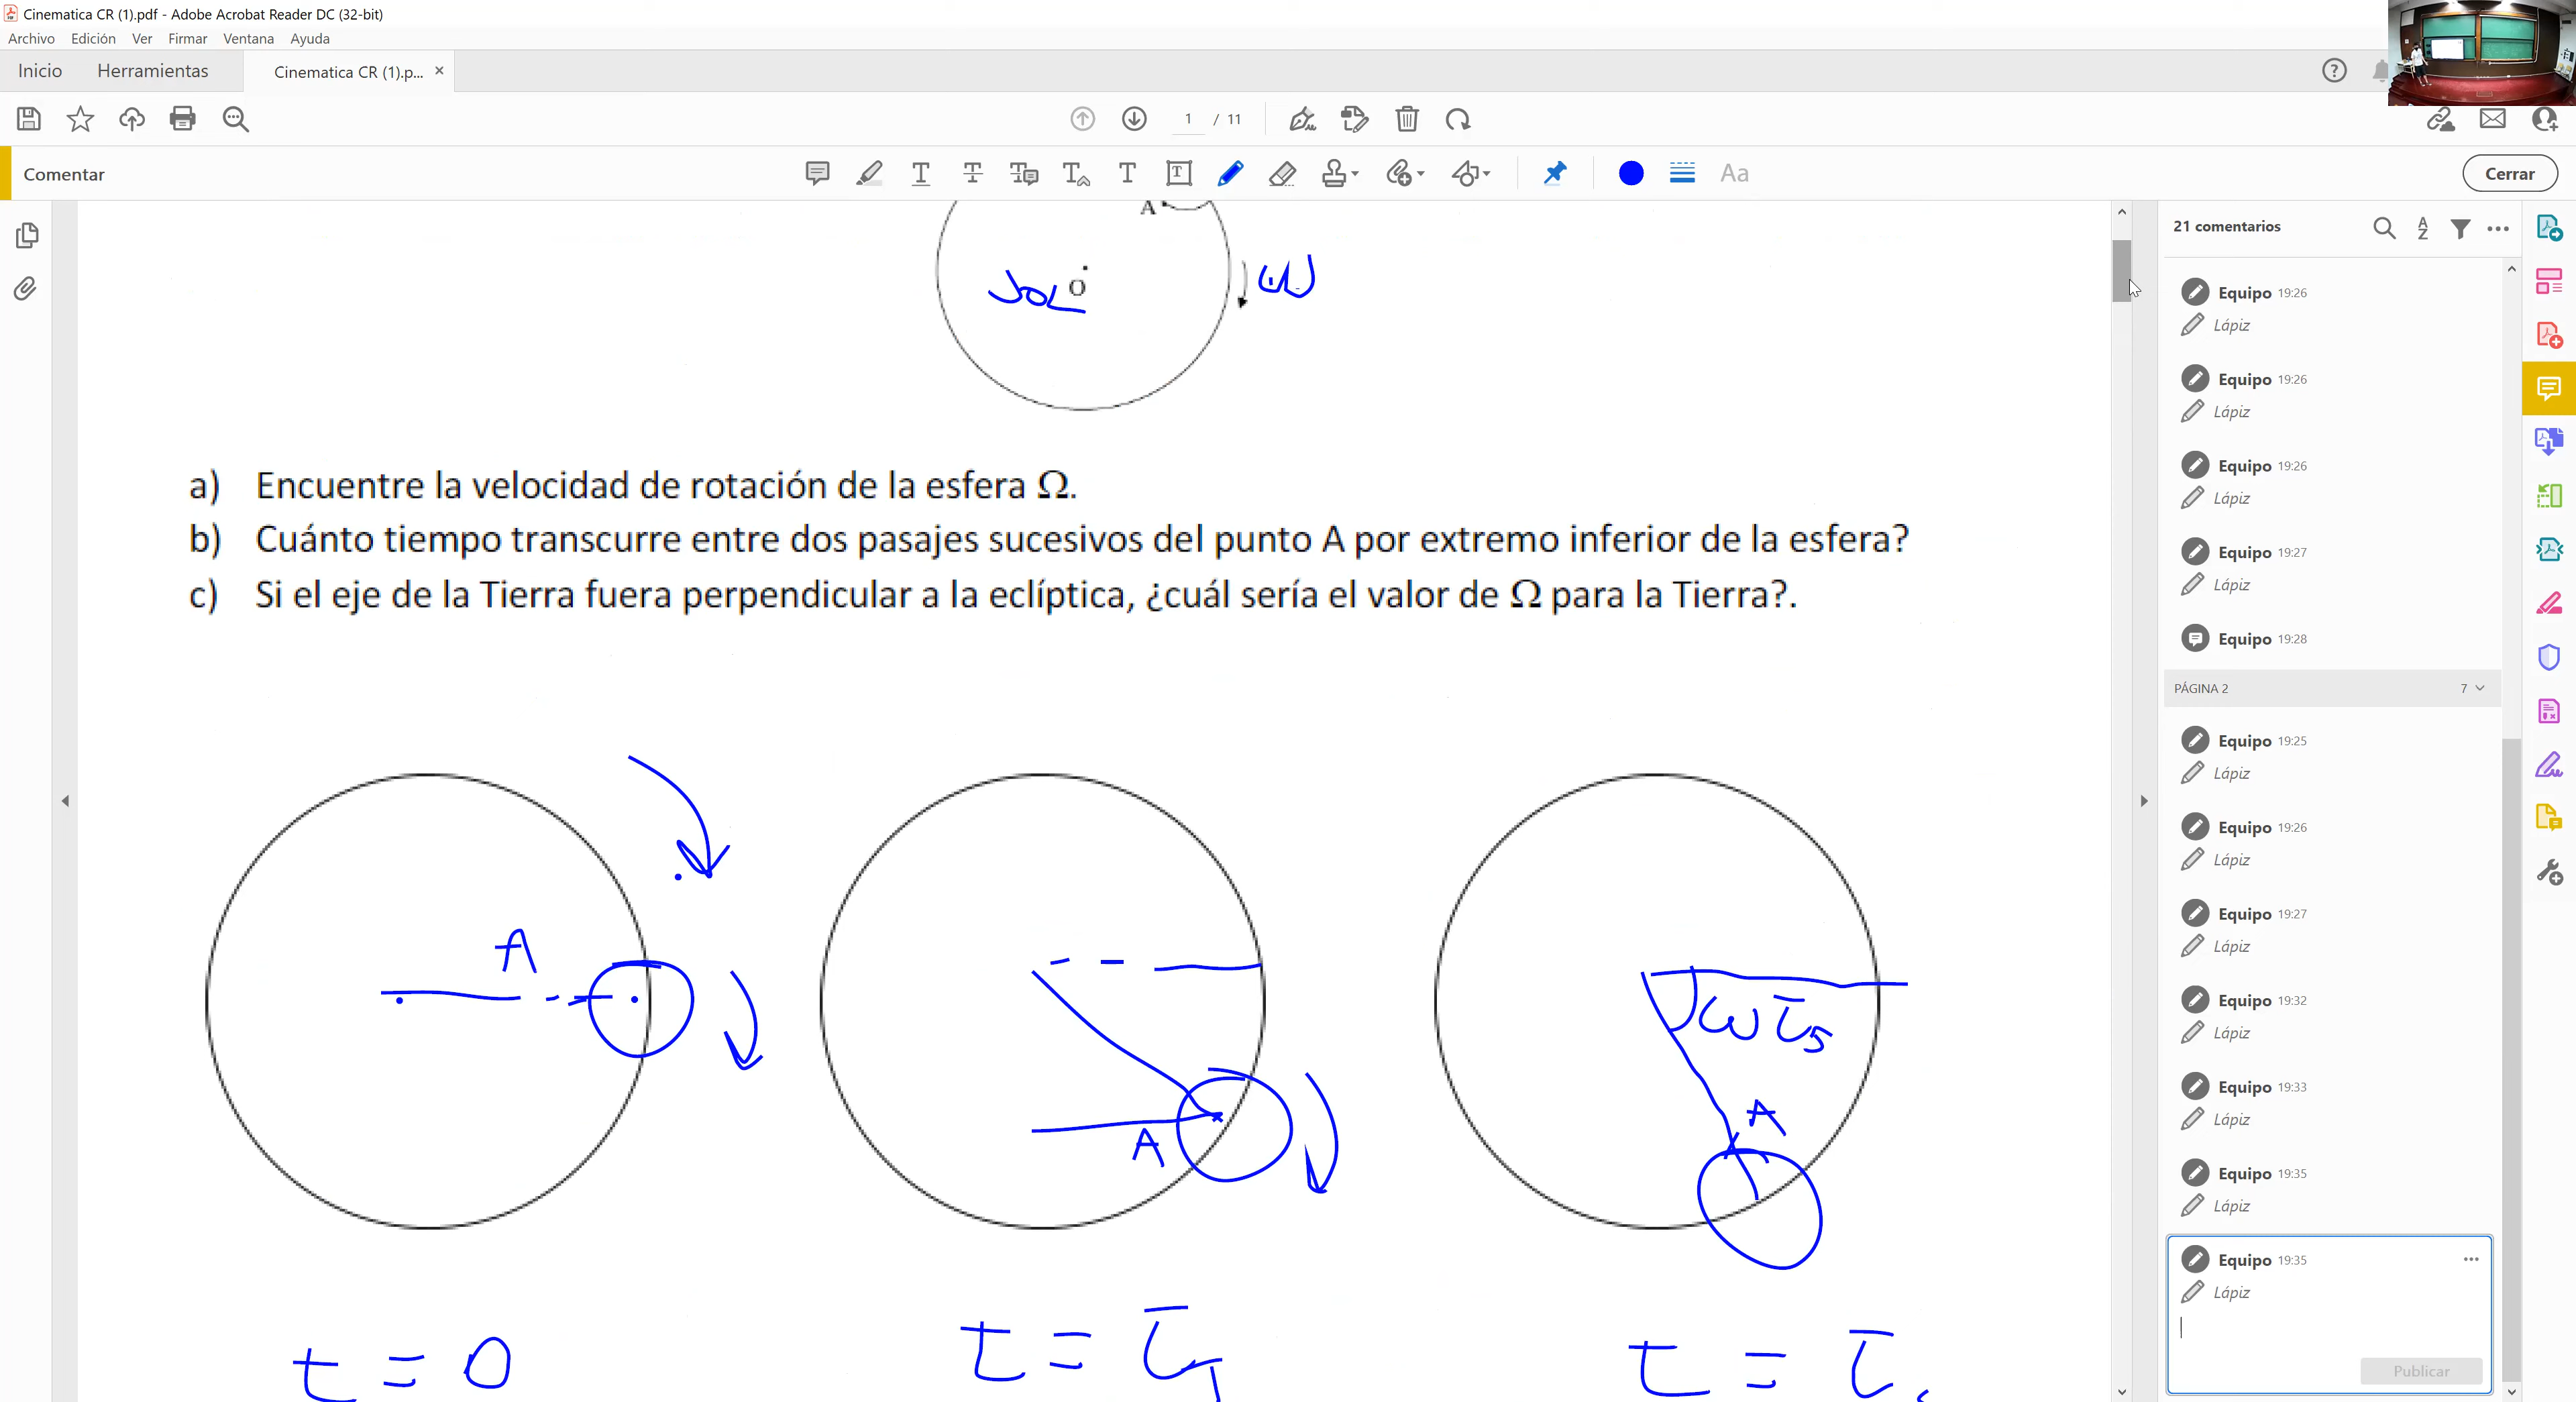 Cinematica CR (1).pdf - Adobe Acrobat Reader DC (32-bit)
Archivo Edición Ver Firmar Ventana Ayuda
Inicio Herramientas Cinematica CR (1).p... ×
1 / 11
Comentar
T T T T T T Aa
Cerrar
A
SOL O ω
a) Encuentre la velocidad de rotación de la esfera Ω.
b) Cuánto tiempo transcurre entre dos pasajes sucesivos del punto A por extremo inferior de la esfera?
c) Si el eje de la Tierra fuera perpendicular a la eclíptica, ¿cuál sería el valor de Ω para la Tierra?.
A
A
ω τ_s
A
t = 0
t = τ_1
t = τ_s
21 comentarios
Equipo 19:26
Lápiz
Equipo 19:26
Lápiz
Equipo 19:26
Lápiz
Equipo 19:27
Lápiz
Equipo 19:28
PÁGINA 2 7
Equipo 19:25
Lápiz
Equipo 19:26
Lápiz
Equipo 19:27
Lápiz
Equipo 19:32
Lápiz
Equipo 19:33
Lápiz
Equipo 19:35
Lápiz
Equipo 19:35
Lápiz
Publicar